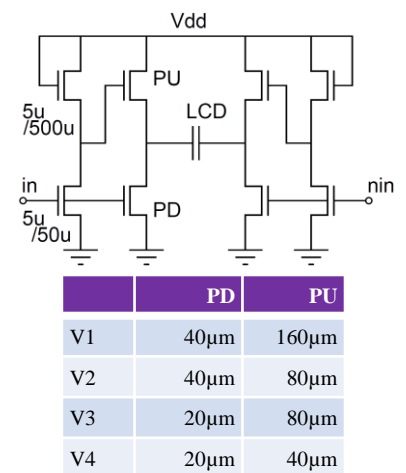 Vdd
PU
LCD
5u
/500u
in
nin
5u
/50u
PD
PD PU
V1 40µm 160µm
V2 40µm 80µm
V3 20µm 80µm
V4 20µm 40µm